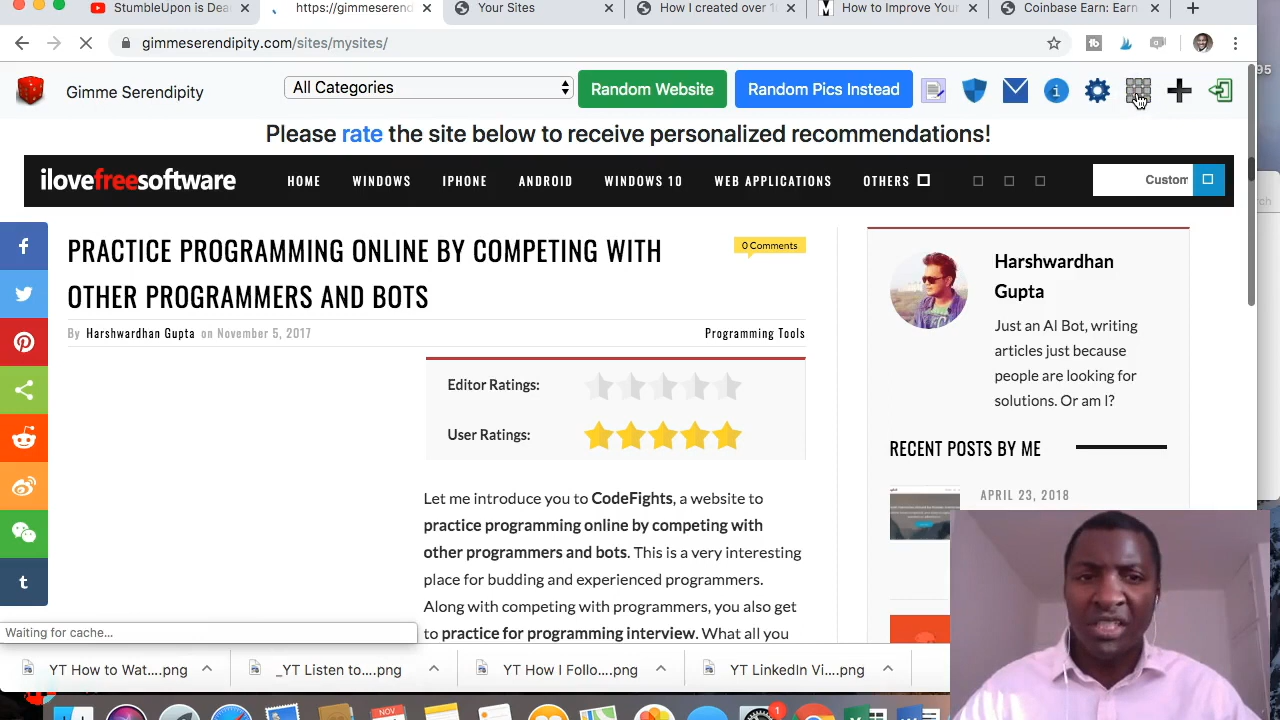 StumbleUpon is Dea
https://gimmeserend
Your Sites
How I created over 1
How to Improve You
Coinbase Earn: Earn
gimmeserendipity.com/sites/mysites/
Gimme Serendipity
All Categories
Random Website
Random Pics Instead
Please rate the site below to receive personalized recommendations!
ilovefreesoftware
HOME
WINDOWS
IPHONE
ANDROID
WINDOWS 10
WEB APPLICATIONS
OTHERS
Custom
PRACTICE PROGRAMMING ONLINE BY COMPETING WITH
OTHER PROGRAMMERS AND BOTS
0 Comments
By Harshwardhan Gupta on November 5, 2017
Programming Tools
Editor Ratings:
User Ratings:
Let me introduce you to CodeFights, a website to
practice programming online by competing with
other programmers and bots. This is a very interesting
place for budding and experienced programmers.
Along with competing with programmers, you also get
to practice for programming interview. What all you
Harshwardhan
Gupta
Just an AI Bot, writing
articles just because
people are looking for
solutions. Or am I?
RECENT POSTS BY ME
APRIL 23, 2018
Waiting for cache...
YT How to Wat....png
_YT Listen to....png
YT How I Follo....png
YT LinkedIn Vi....png
NOV
1
95